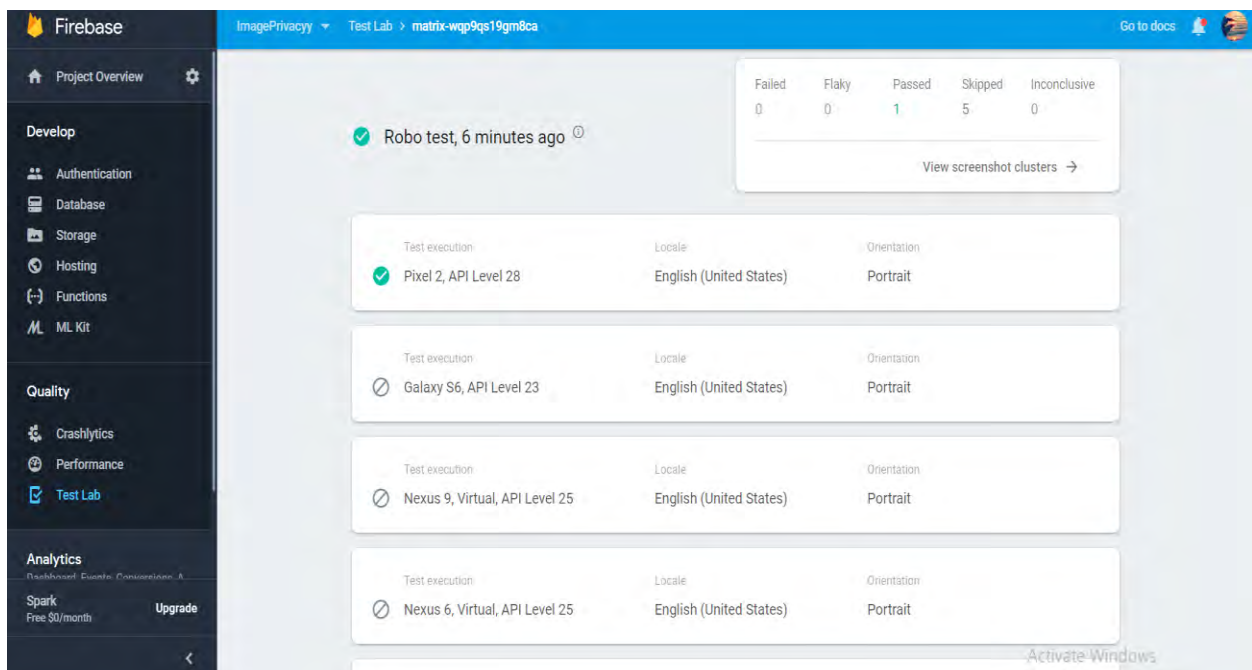 Firebase
ImagePrivacyy Test Lab > matrix-wqp9qs19gm8ca
Go to docs
Project Overview
Develop
Authentication
Database
Storage
Hosting
Functions
ML Kit
Quality
Crashlytics
Performance
Test Lab
Analytics
Dashboard, Events, Conversions, A
Spark
Free $0/month
Upgrade
Failed Flaky Passed Skipped Inconclusive
0 0 1 5 0
Robo test, 6 minutes ago
View screenshot clusters
Test execution Locale Orientation
Pixel 2, API Level 28 English (United States) Portrait
Test execution Locale Orientation
Galaxy S6, API Level 23 English (United States) Portrait
Test execution Locale Orientation
Nexus 9, Virtual, API Level 25 English (United States) Portrait
Test execution Locale Orientation
Nexus 6, Virtual, API Level 25 English (United States) Portrait
Activate Windows